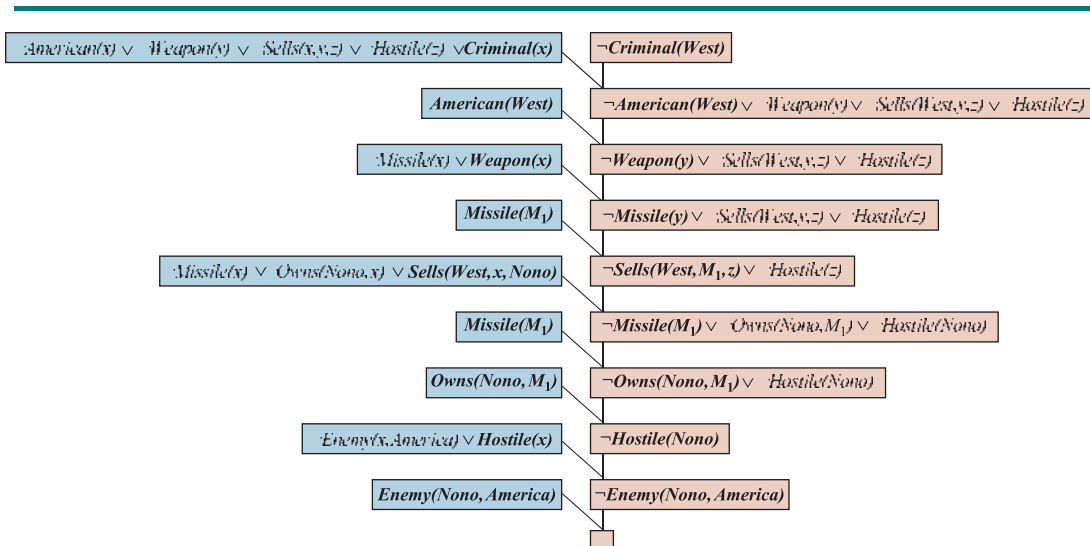 American(x) ∨ Weapon(y) ∨ Sells(x,y,z) ∨ Hostile(z) ∨Criminal(x)
¬Criminal(West)
American(West)
¬American(West) ∨ Weapon(y) ∨ Sells(West,y,z) ∨ Hostile(z)
Missile(x) ∨Weapon(x)
¬Weapon(y) ∨ Sells(West,y,z) ∨ Hostile(z)
Missile(M₁)
¬Missile(y) ∨ Sells(West,y,z) ∨ Hostile(z)
Missile(x) ∨ Owns(Nono,x) ∨ Sells(West,x,Nono)
¬Sells(West,M₁,z) ∨ Hostile(z)
Missile(M₁)
¬Missile(M₁) ∨ Owns(Nono,M₁) ∨ Hostile(Nono)
Owns(Nono,M₁)
¬Owns(Nono,M₁) ∨ Hostile(Nono)
Enemy(x,America) ∨Hostile(x)
¬Hostile(Nono)
Enemy(Nono,America)
¬Enemy(Nono,America)